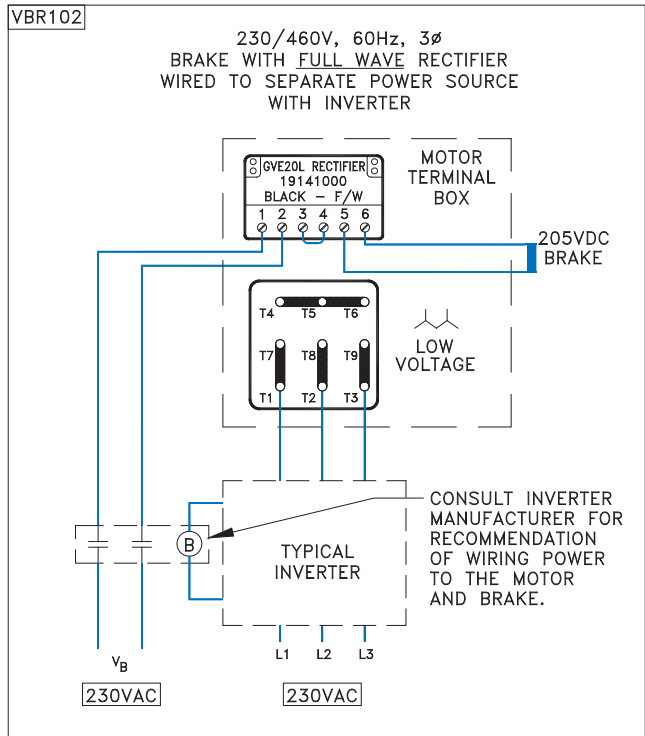 VBR102
230/460V, 60Hz, 3ø
BRAKE WITH FULL WAVE RECTIFIER
WIRED TO SEPARATE POWER SOURCE
WITH INVERTER
GVE20L RECTIFIER
19141000
BLACK - F/W
1 2 3 4 5 6
MOTOR
TERMINAL
BOX
205VDC
BRAKE
T4 T5 T6
T7 T8 T9
T1 T2 T3
LOW
VOLTAGE
B
TYPICAL
INVERTER
CONSULT INVERTER
MANUFACTURER FOR
RECOMMENDATION
OF WIRING POWER
TO THE MOTOR
AND BRAKE.
L1 L2 L3
VB
230VAC
230VAC